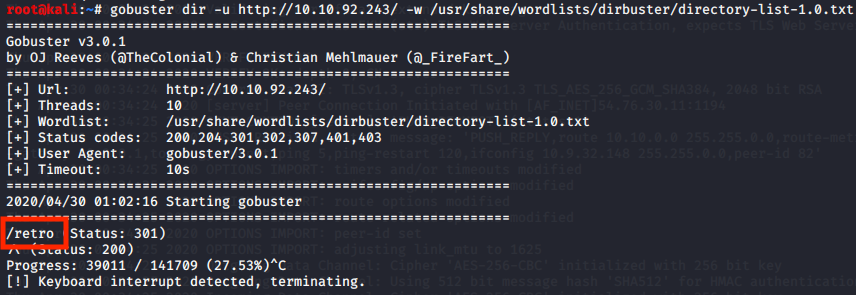 root@kali:~# gobuster dir -u http://10.10.92.243/ -w /usr/share/wordlists/dirbuster/directory-list-1.0.txt
===============================================================
Gobuster v3.0.1
by OJ Reeves (@TheColonial) & Christian Mehlmauer (@_FireFart_)
===============================================================
[+] Url:            http://10.10.92.243/
[+] Threads:        10
[+] Wordlist:       /usr/share/wordlists/dirbuster/directory-list-1.0.txt
[+] Status codes:   200,204,301,302,307,401,403
[+] User Agent:     gobuster/3.0.1
[+] Timeout:        10s
===============================================================
2020/04/30 01:02:16 Starting gobuster
===============================================================
/retro (Status: 301)
/\ (Status: 200)
Progress: 39011 / 141709 (27.53%)^C
[!] Keyboard interrupt detected, terminating.